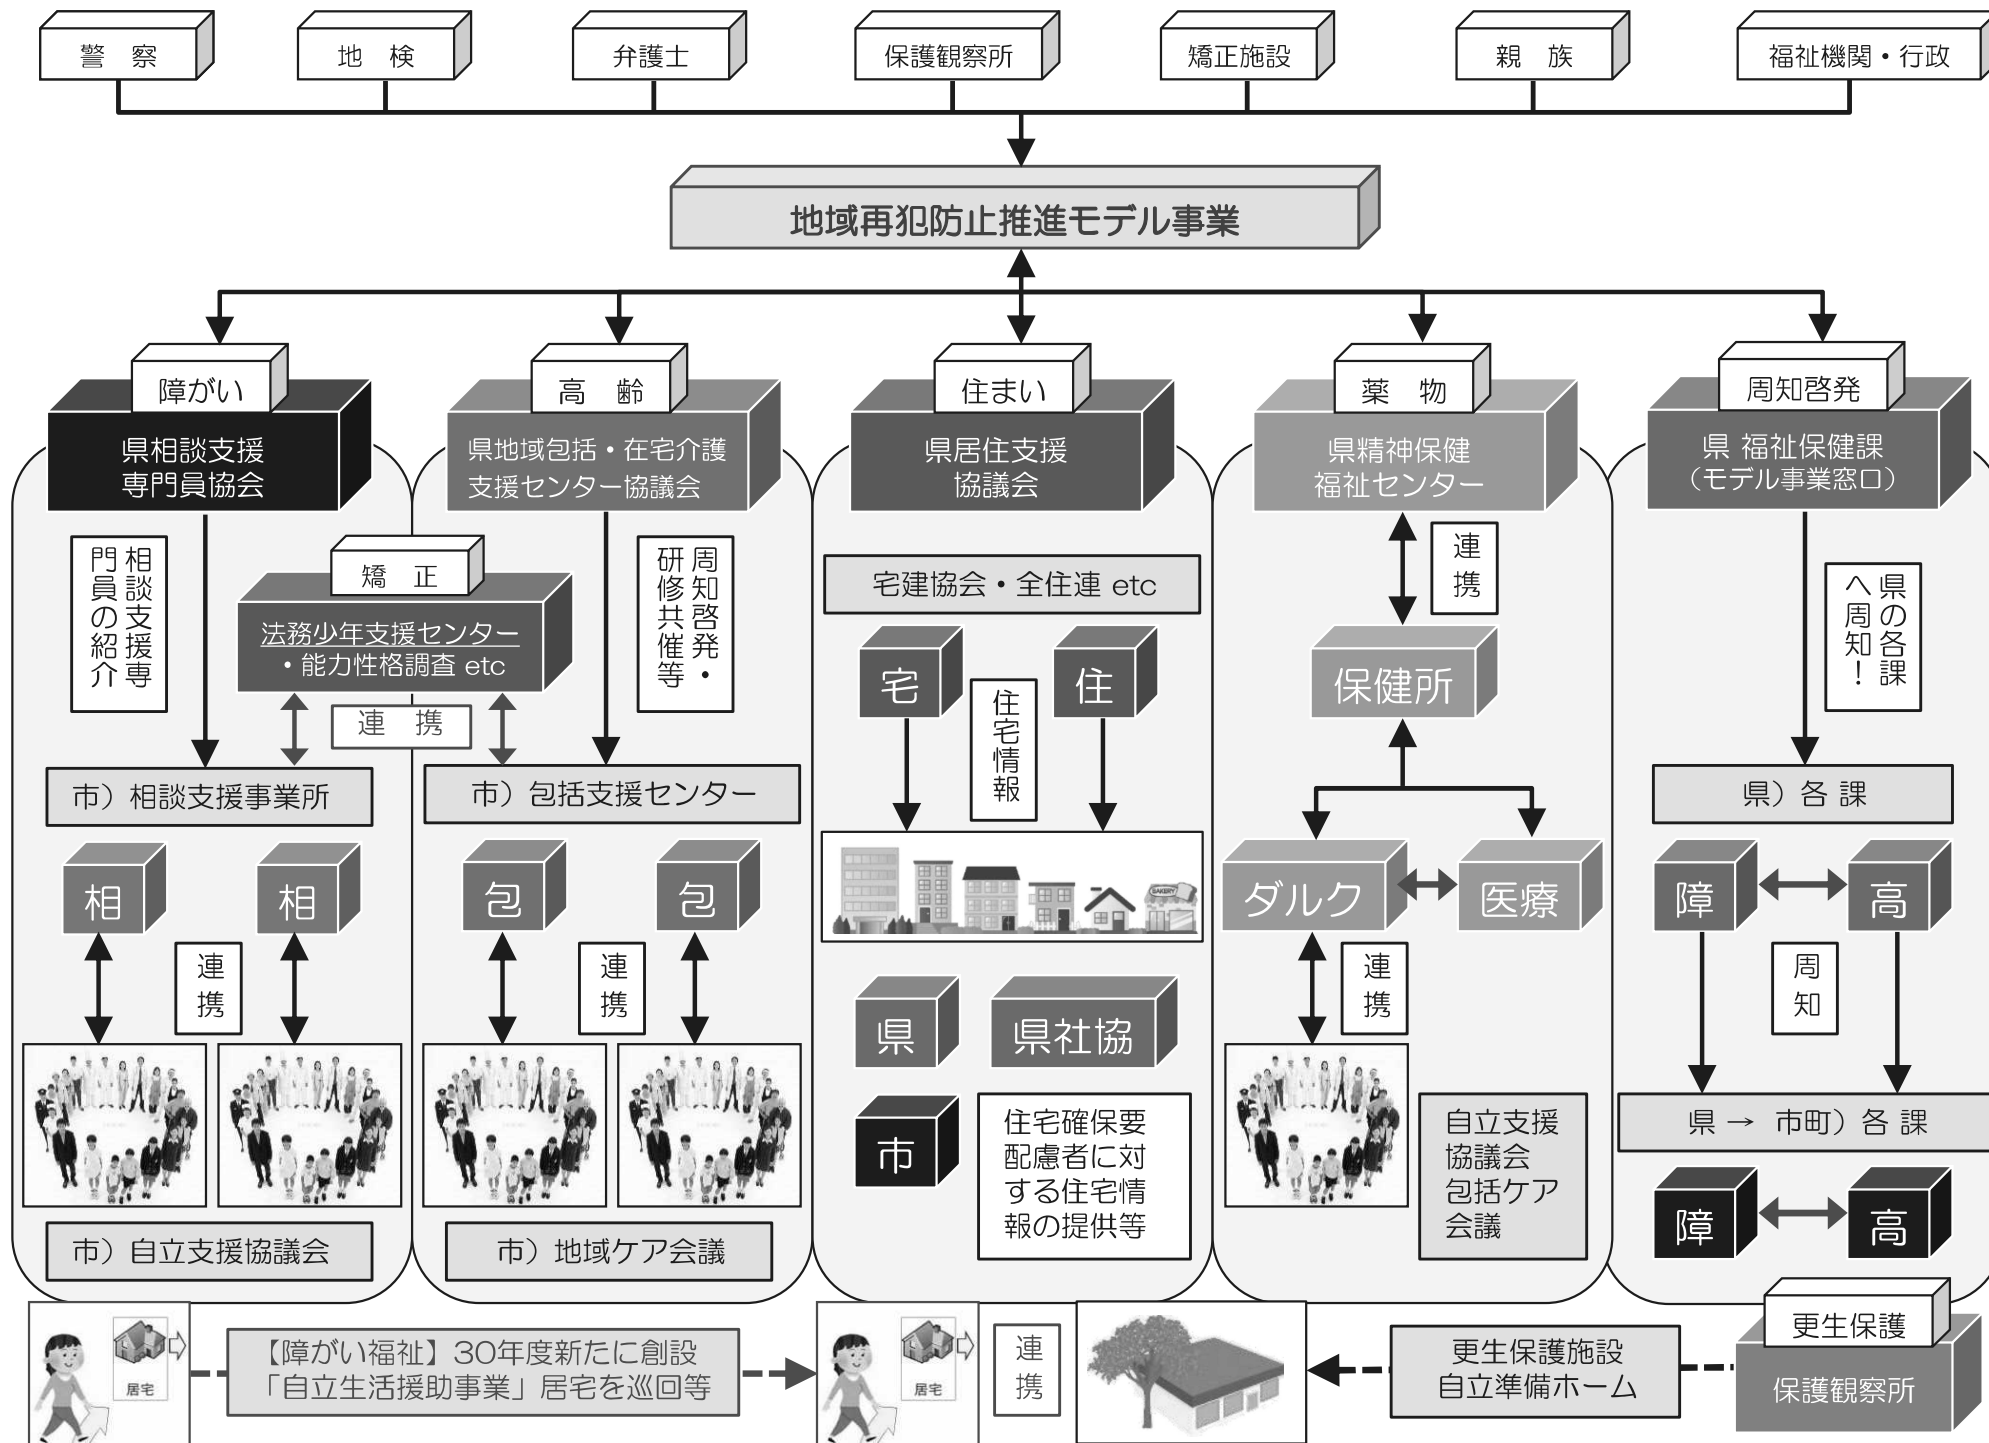 警　察
地　検
弁護士
保護観察所
矯正施設
親　族
福祉機関・行政
地域再犯防止推進モデル事業
障がい
県相談支援
専門員協会
相談支援専
門員の紹介
矯　正
法務少年支援センター
・能力性格調査 etc
連　携
市）相談支援事業所
相
相
連携
市）自立支援協議会
高　齢
県地域包括・在宅介護
支援センター協議会
周知啓発・
研修共催等
市）包括支援センター
包
包
連携
市）地域ケア会議
住まい
県居住支援
協議会
宅建協会・全住連 etc
宅
住
住宅情報
BAKERY
県
県社協
市
住宅確保要
配慮者に対
する住宅情
報の提供等
薬　物
県精神保健
福祉センター
連携
保健所
ダルク
医療
連携
自立支援
協議会
包括ケア
会議
周知啓発
県 福祉保健課
（モデル事業窓口）
県の各課
へ周知！
県）各 課
障
高
周知
県 → 市町）各 課
障
高
居宅
【障がい福祉】30年度新たに創設
「自立生活援助事業」居宅を巡回等
居宅
連携
更生保護施設
自立準備ホーム
更生保護
保護観察所